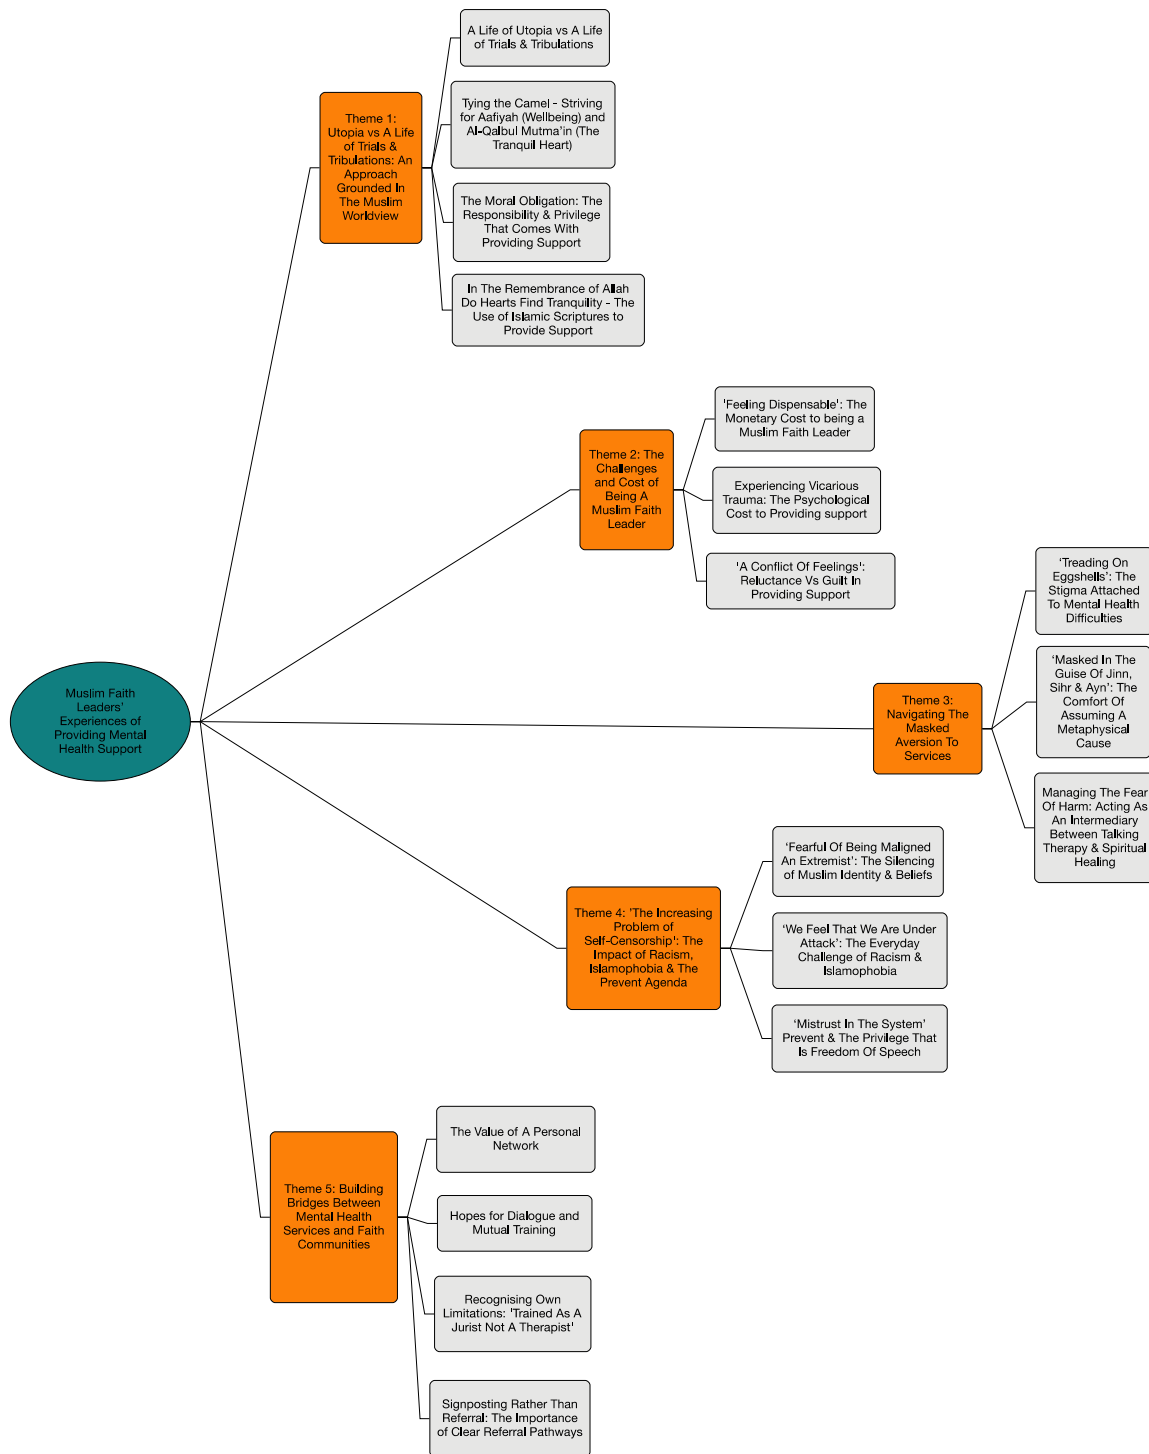 Muslim Faith
Leaders'
Experiences of
Providing Mental
Health Support
Theme 1:
Utopia vs A Life
of Trials &
Tribulations: An
Approach
Grounded In
The Muslim
Worldview
A Life of Utopia vs A Life
of Trials & Tribulations
Tying the Camel - Striving
for Aafiyah (Wellbeing) and
Al-Qalbul Mutma’in (The
Tranquil Heart)
The Moral Obligation: The
Responsibility & Privilege
That Comes With
Providing Support
In The Remembrance of Allah
Do Hearts Find Tranquility - The
Use of Islamic Scriptures to
Provide Support
Theme 2: The
Challenges
and Cost of
Being A
Muslim Faith
Leader
'Feeling Dispensable': The
Monetary Cost to being a
Muslim Faith Leader
Experiencing Vicarious
Trauma: The Psychological
Cost to Providing support
'A Conflict Of Feelings':
Reluctance Vs Guilt In
Providing Support
Theme 3:
Navigating The
Masked
Aversion To
Services
‘Treading On
Eggshells’: The
Stigma Attached
To Mental Health
Difficulties
‘Masked In The
Guise Of Jinn,
Sihr & Ayn’: The
Comfort Of
Assuming A
Metaphysical
Cause
Managing The Fear
Of Harm: Acting As
An Intermediary
Between Talking
Therapy & Spiritual
Healing
Theme 4: 'The Increasing
Problem of
Self-Censorship': The
Impact of Racism,
Islamophobia & The
Prevent Agenda
‘Fearful Of Being Maligned
An Extremist’: The Silencing
of Muslim Identity & Beliefs
‘We Feel That We Are Under
Attack’: The Everyday
Challenge of Racism &
Islamophobia
‘Mistrust In The System’
Prevent & The Privilege That
Is Freedom Of Speech
Theme 5: Building
Bridges Between
Mental Health
Services and Faith
Communities
The Value of A Personal
Network
Hopes for Dialogue and
Mutual Training
Recognising Own
Limitations: 'Trained As A
Jurist Not A Therapist'
Signposting Rather Than
Referral: The Importance
of Clear Referral Pathways